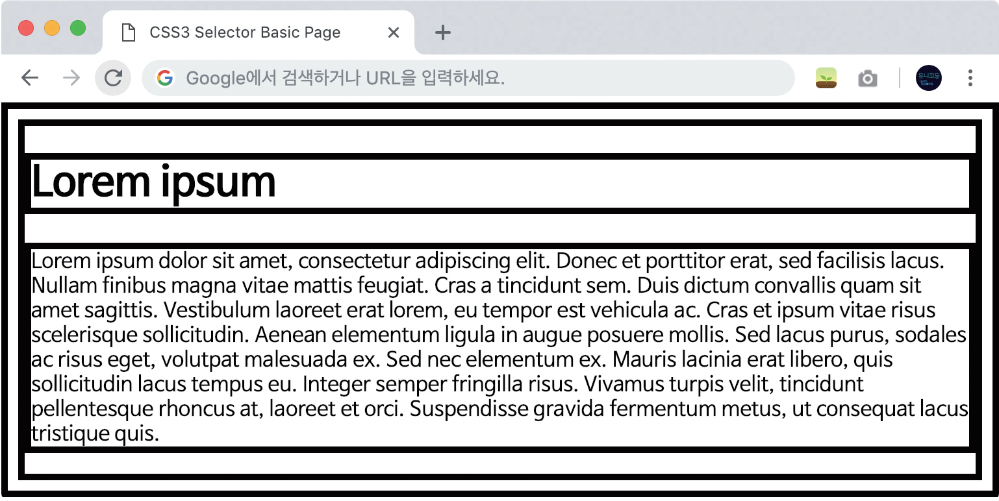 CSS3 Selector Basic Page
Google에서 검색하거나 URL을 입력하세요.
유니코딩
Lorem ipsum
Lorem ipsum dolor sit amet, consectetur adipiscing elit. Donec et porttitor erat, sed facilisis lacus.
Nullam finibus magna vitae mattis feugiat. Cras a tincidunt sem. Duis dictum convallis quam sit
amet sagittis. Vestibulum laoreet erat lorem, eu tempor est vehicula ac. Cras et ipsum vitae risus
scelerisque sollicitudin. Aenean elementum ligula in augue posuere mollis. Sed lacus purus, sodales
ac risus eget, volutpat malesuada ex. Sed nec elementum ex. Mauris lacinia erat libero, quis
sollicitudin lacus tempus eu. Integer semper fringilla risus. Vivamus turpis velit, tincidunt
pellentesque rhoncus at, laoreet et orci. Suspendisse gravida fermentum metus, ut consequat lacus
tristique quis.